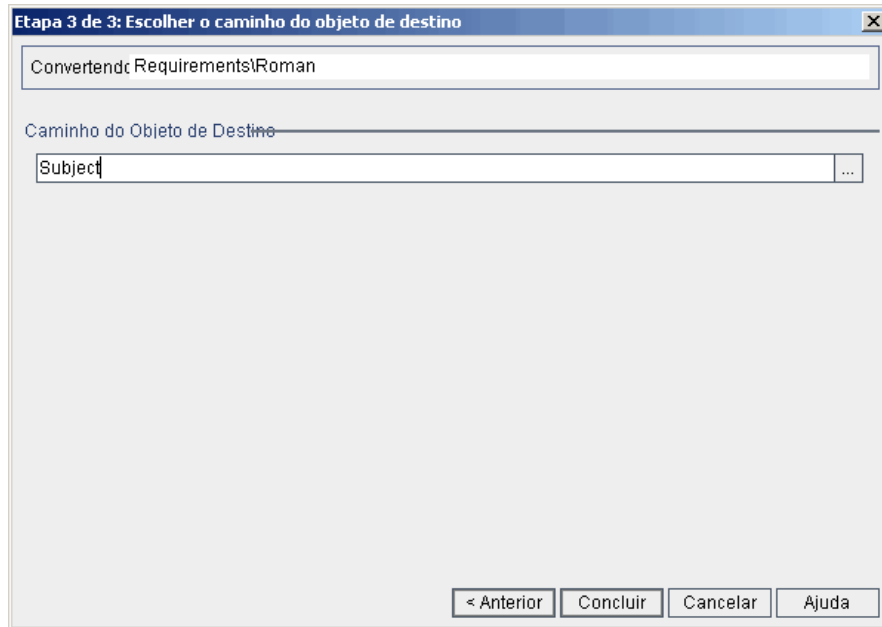 Etapa 3 de 3: Escolher o caminho do objeto de destino
Convertendo Requirements\Roman
Caminho do Objeto de Destino
Subject
...
< Anterior Concluir Cancelar Ajuda